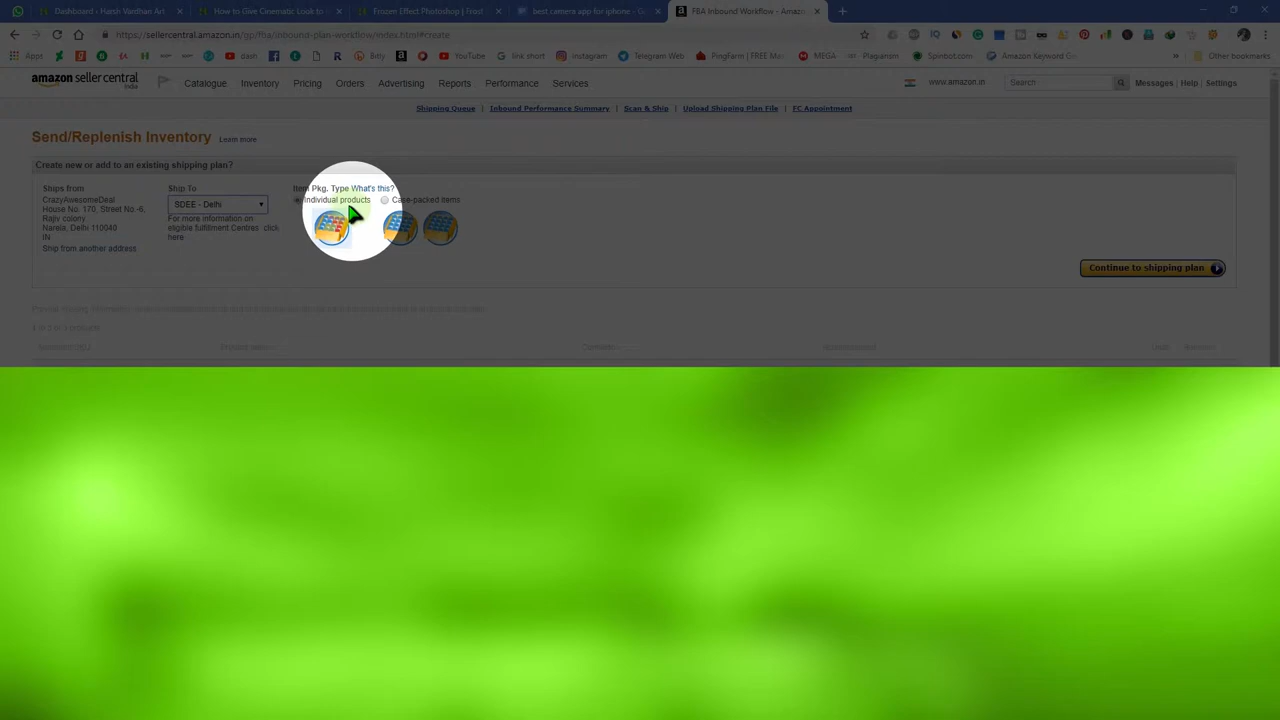 Dashboard ‹ Harsh Vardhan Art
How to Give Cinematic Look to
Frozen Effect Photoshop | Frost
best camera app for iphone - G
FBA Inbound Workflow - Amazo
https://sellercentral.amazon.in/gp/fba/inbound-plan-workflow/index.html#create
Apps
davin
YouTube
link short
Instagram
Telegram Web
PingFarm | FREE M
MEGA
Plagiarism
Spinbot.com
Amazon Keyword
Other bookmarks
amazon seller central
india
Catalogue
Inventory
Pricing
Orders
Advertising
Reports
Performance
Services
www.amazon.in
Search
Messages | Help | Settings
Shipping Queue | Inbound Performance Summary | Scan & Ship | Upload Shipping Plan File | FC Appointment
Send/Replenish Inventory Learn more
Create new or add to an existing shipping plan?
Ships from
CrazyAwesomeDeal
House No. 170, Street No.-6,
Rajiv colony
Narela, Delhi 110040
IN
Ship from another address
Ship To
SDEE - Delhi
For more information on
eligible fulfillment Centres click
here
Item Pkg. Type What's this?
Individual products
Case-packed items
Continue to shipping plan